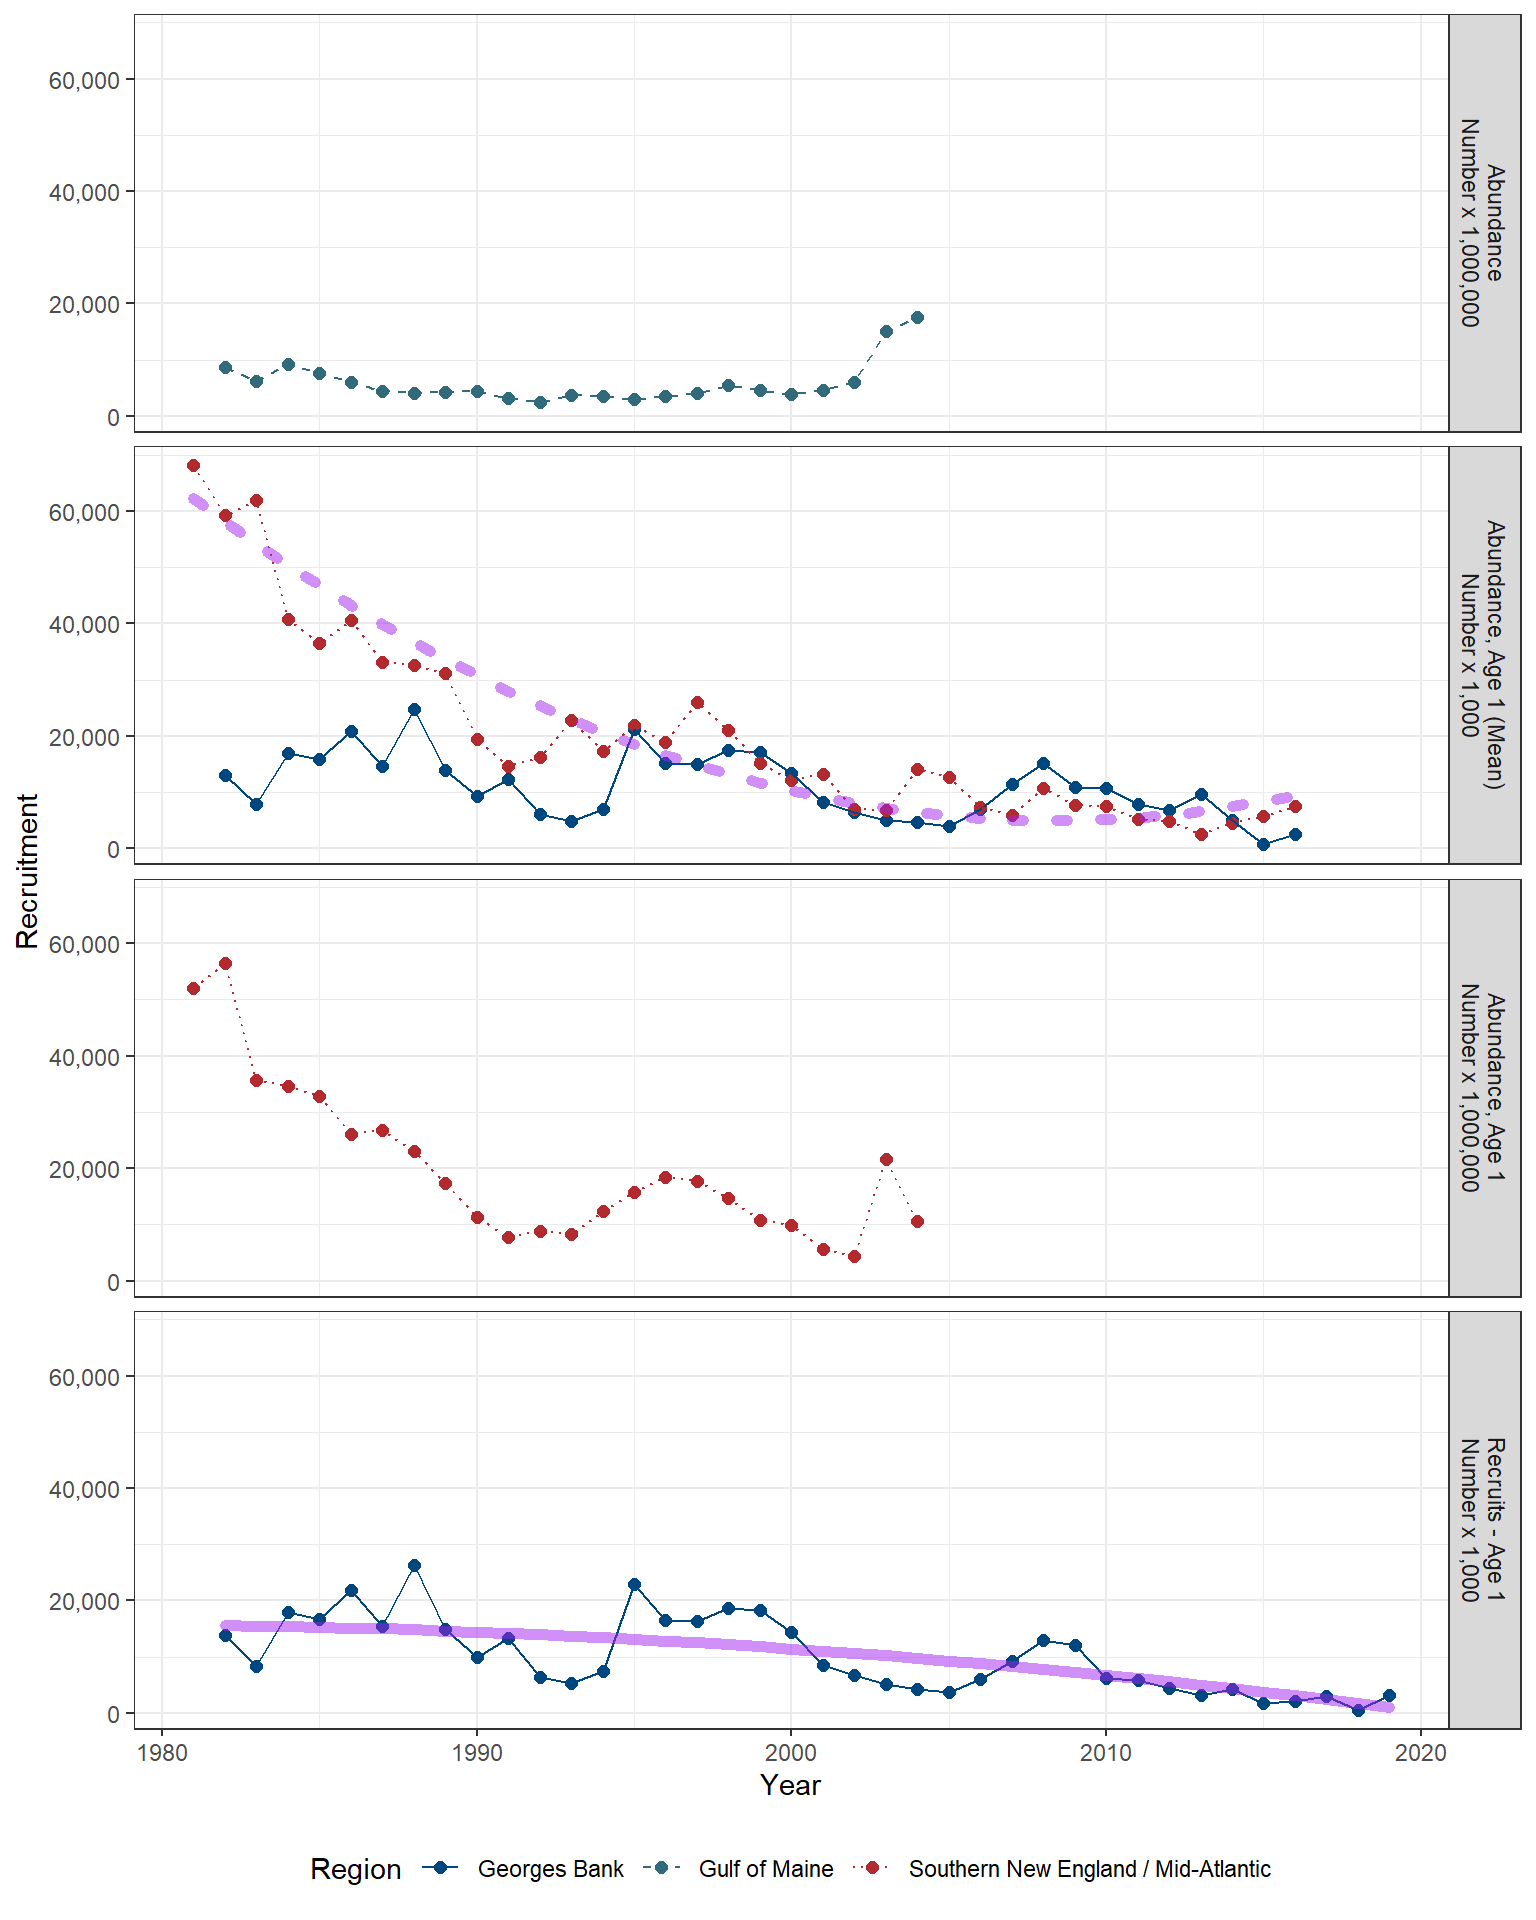 60,000
40,000
20,000
0
Abundance
Number x 1,000,000
60,000
40,000
20,000
0
Abundance, Age 1 (Mean)
Number x 1,000
Recruitment
60,000
40,000
20,000
0
Abundance, Age 1
Number x 1,000,000
60,000
40,000
20,000
0
Recruits - Age 1
Number x 1,000
1980 1990 2000 2010 2020
Year
Region Georges Bank Gulf of Maine Southern New England / Mid-Atlantic